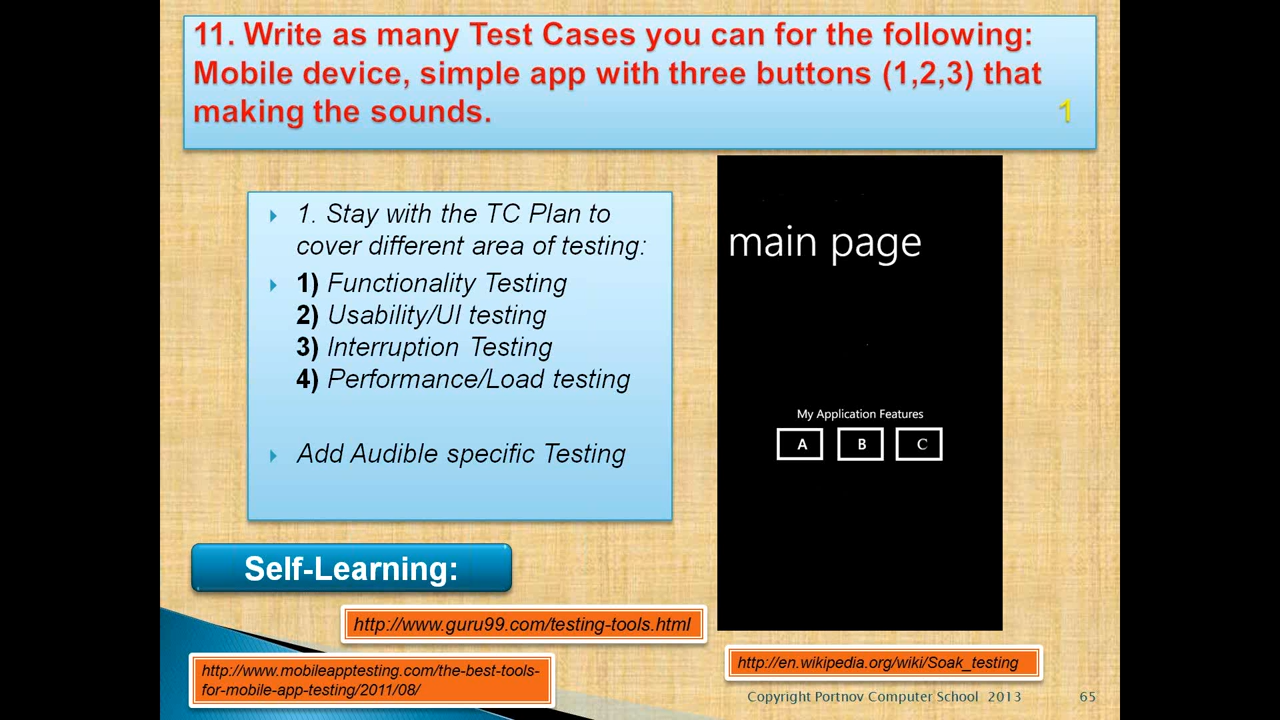 11. Write as many Test Cases you can for the following:
Mobile device, simple app with three buttons (1,2,3) that
making the sounds.
1
1. Stay with the TC Plan to
cover different area of testing:
1) Functionality Testing
2) Usability/UI testing
3) Interruption Testing
4) Performance/Load testing
Add Audible specific Testing
main page
My Application Features
A B C
Self-Learning:
http://www.guru99.com/testing-tools.html
http://www.mobileapptesting.com/the-best-tools-
for-mobile-app-testing/2011/08/
http://en.wikipedia.org/wiki/Soak_testing
Copyright Portnov Computer School 2013
65